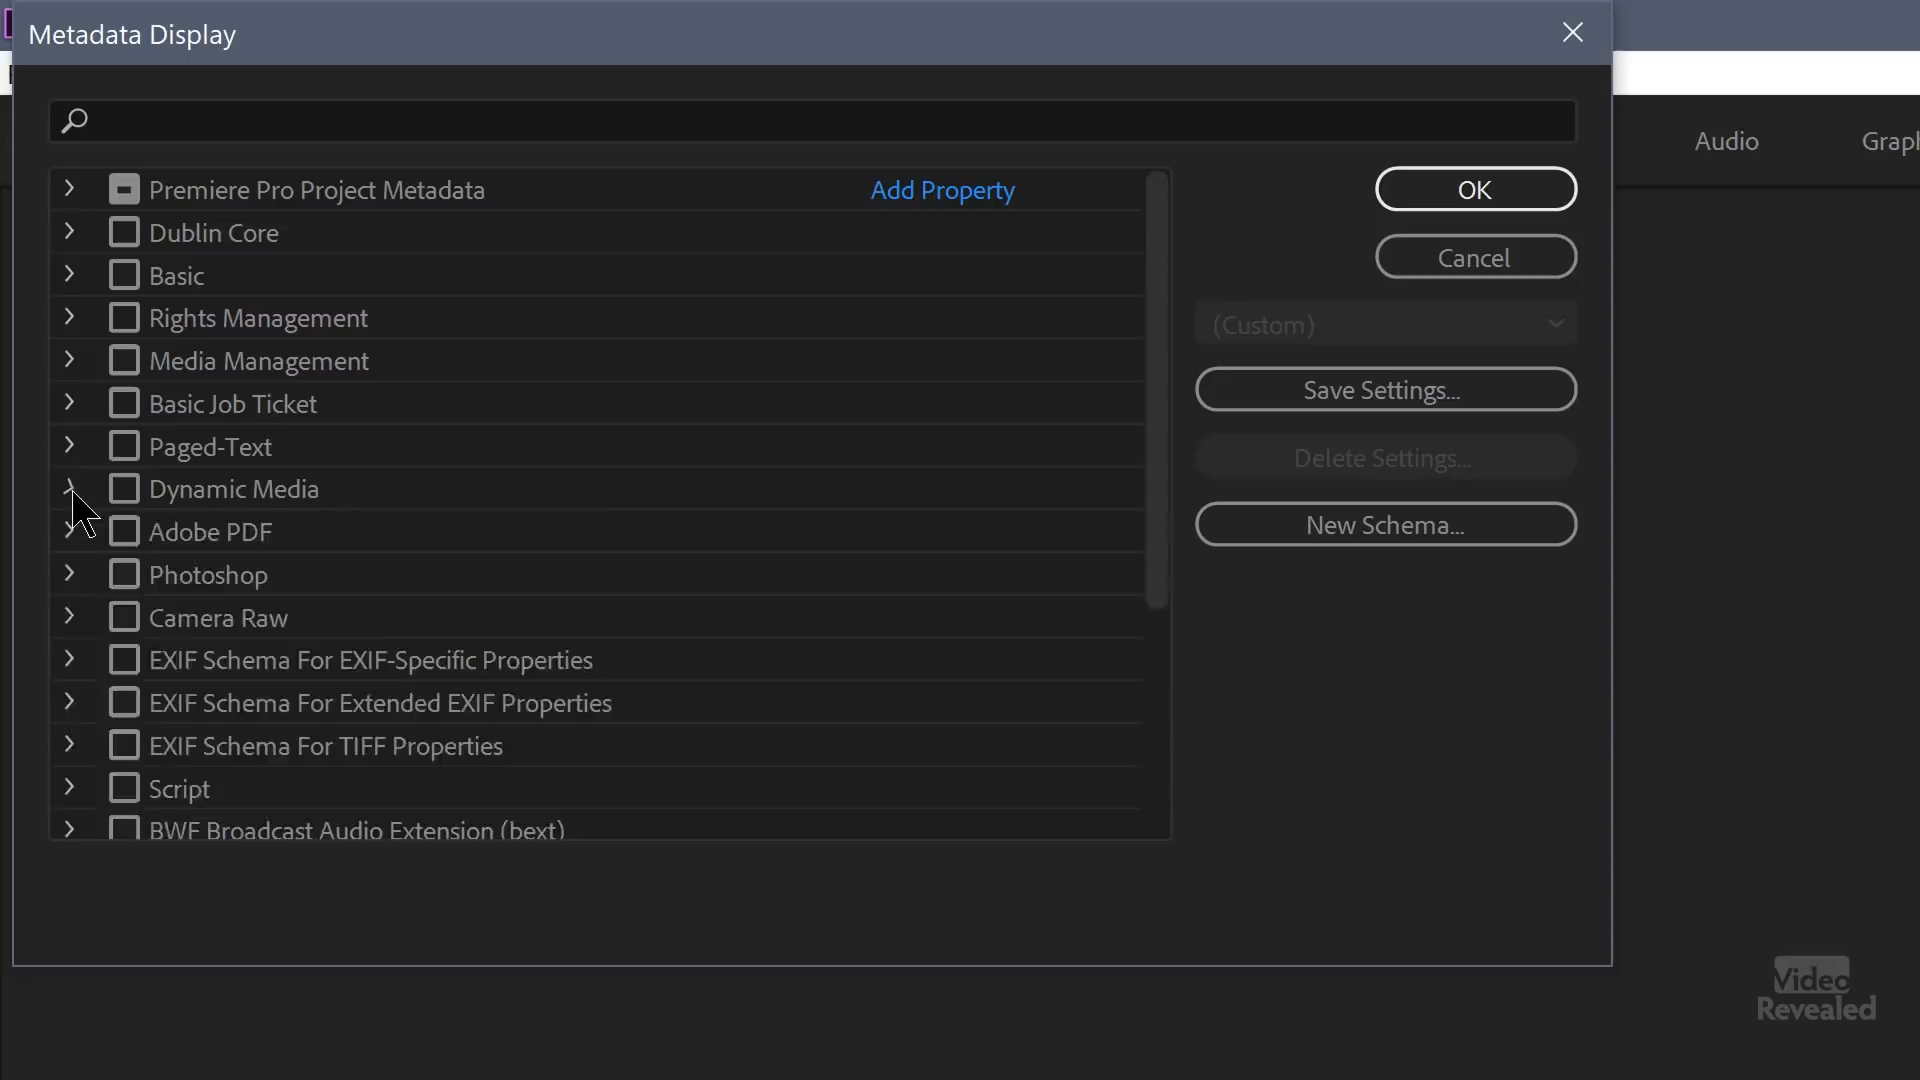 Metadata Display
Audio
Graph
Premiere Pro Project Metadata
Add Property
Dublin Core
Basic
Rights Management
Media Management
Basic Job Ticket
Paged-Text
Dynamic Media
Adobe PDF
Photoshop
Camera Raw
EXIF Schema For EXIF-Specific Properties
EXIF Schema For Extended EXIF Properties
EXIF Schema For TIFF Properties
Script
BWF Broadcast Audio Extension (bext)
OK
Cancel
(Custom)
Save Settings...
Delete Settings...
New Schema...
Video
Revealed